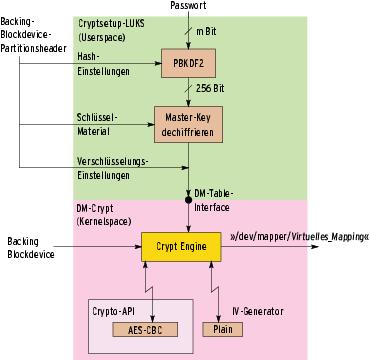 Passwort
Backing-
Blockdevice-
Partitionsheader
Cryptsetup-LUKS
(Userspace)
m Bit
Hash-
Einstellungen
PBKDF2
256 Bit
Schlüssel-
Material
Master-Key
dechiffrieren
Verschlüsselungs-
Einstellungen
DM-Table-
Interface
DM-Crypt
(Kernelspace)
Backing
Blockdevice
Crypt Engine
»/dev/mapper/Virtuelles_Mapping«
Crypto-API
IV-Generator
AES-CBC
Plain